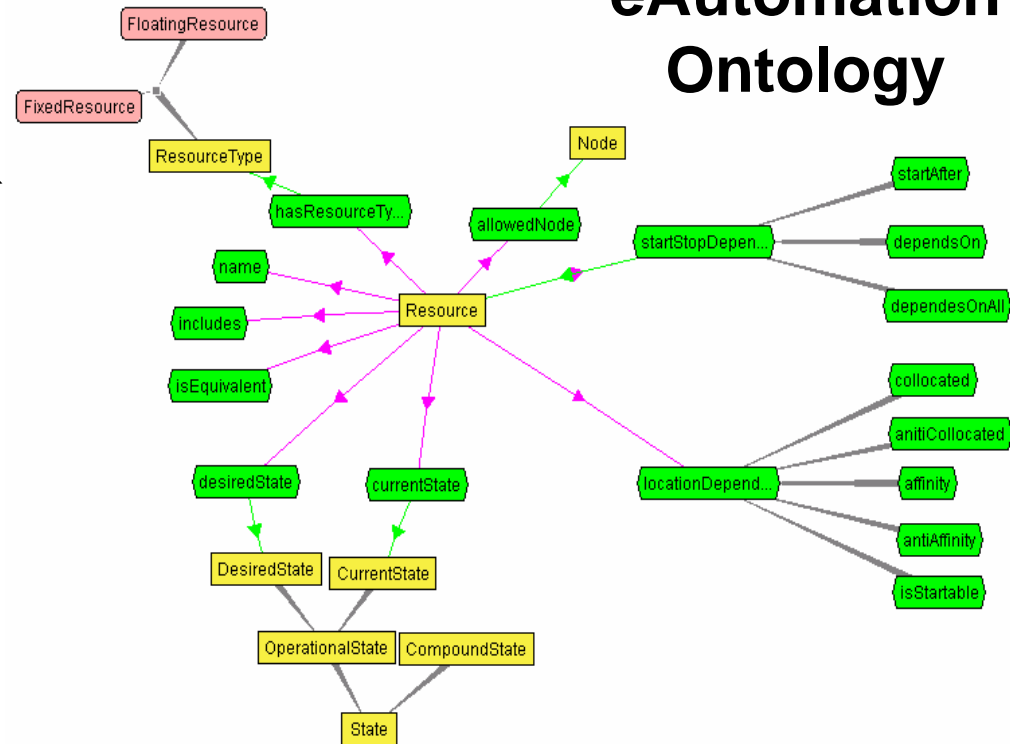 eAutomation
Ontology
FloatingResource
FixedResource
ResourceType
Node
hasResourceTy...
allowedNode
startAfter
startStopDepen...
dependsOn
name
Resource
dependesOnAll
includes
isEquivalent
collocated
anitiCollocated
desiredState
currentState
locationDepend...
affinity
antiAffinity
DesiredState
CurrentState
isStartable
OperationalState
CompoundState
State